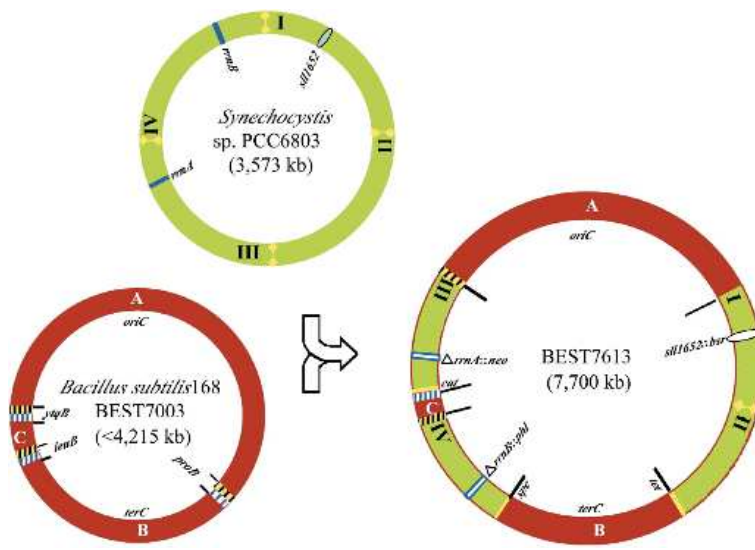 I
rrnB
sll1652
Synechocystis
sp. PCC6803
(3,573 kb)
IV
II
rrnA
III
A
oriC
Bacillus subtilis168
BEST7003
(<4,215 kb)
ytqB
C
leuB
proB
terC
B
A
oriC
III
I
sll1652::bsr
BEST7613
(7,700 kb)
ΔrrnA::neo
cat
C
IV
II
ΔrrnB::phl
spc
tet
terC
B